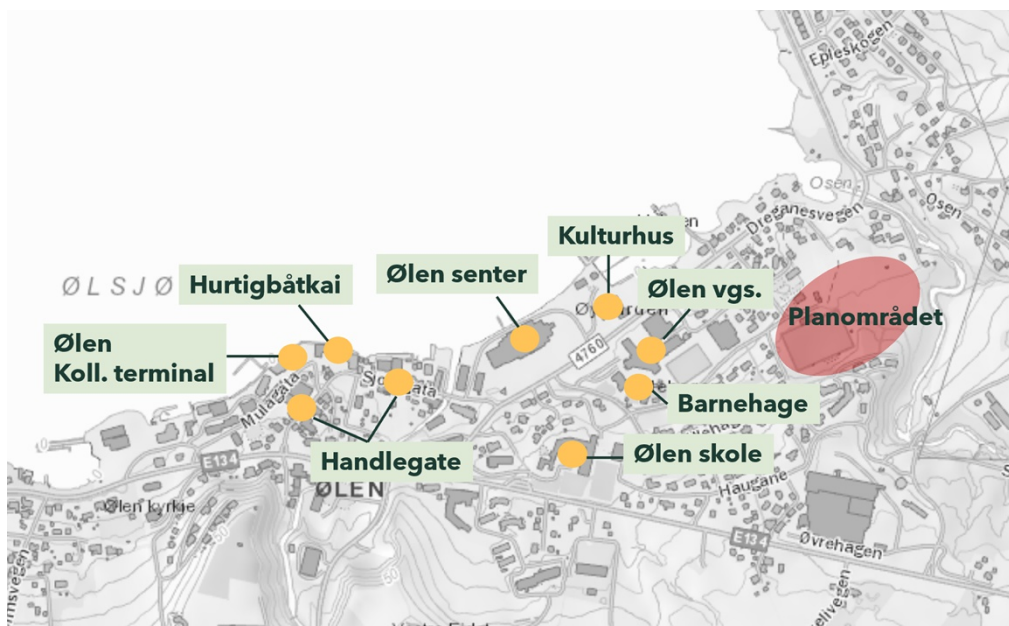 Epleskogen
Osen
Osen
Dreganesvegen
Kulturhus
Ølen senter
Ølen vgs.
ØLSJØ
Hurtigbåtkai
Planområdet
4760
Ølen
Koll. terminal
Mulagata
Barnehage
Handlegate
Ølen skole
E134
ØLEN
Haugane
Ølen kyrkje
E134
Øvrehagen